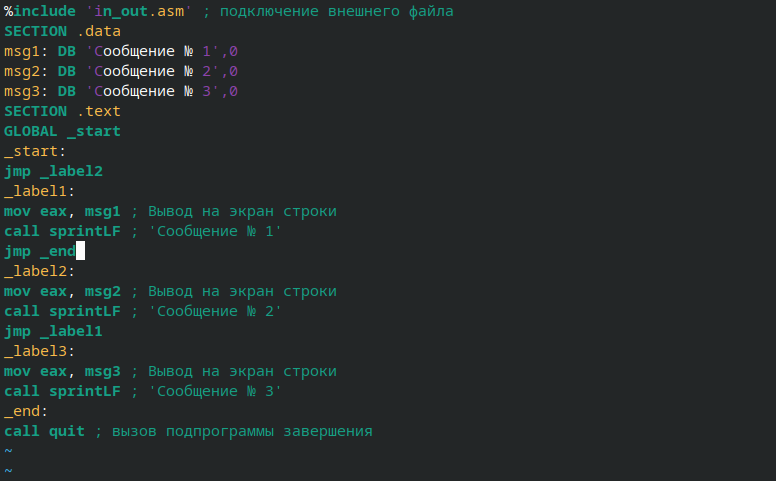 %include 'in_out.asm' ; подключение внешнего файла
SECTION .data
msg1: DB 'Сообщение № 1',0
msg2: DB 'Сообщение № 2',0
msg3: DB 'Сообщение № 3',0
SECTION .text
GLOBAL _start
_start:
jmp _label2
_label1:
mov eax, msg1 ; Вывод на экран строки
call sprintLF ; 'Сообщение № 1'
jmp _end
_label2:
mov eax, msg2 ; Вывод на экран строки
call sprintLF ; 'Сообщение № 2'
jmp _label1
_label3:
mov eax, msg3 ; Вывод на экран строки
call sprintLF ; 'Сообщение № 3'
_end:
call quit ; вызов подпрограммы завершения
~
~